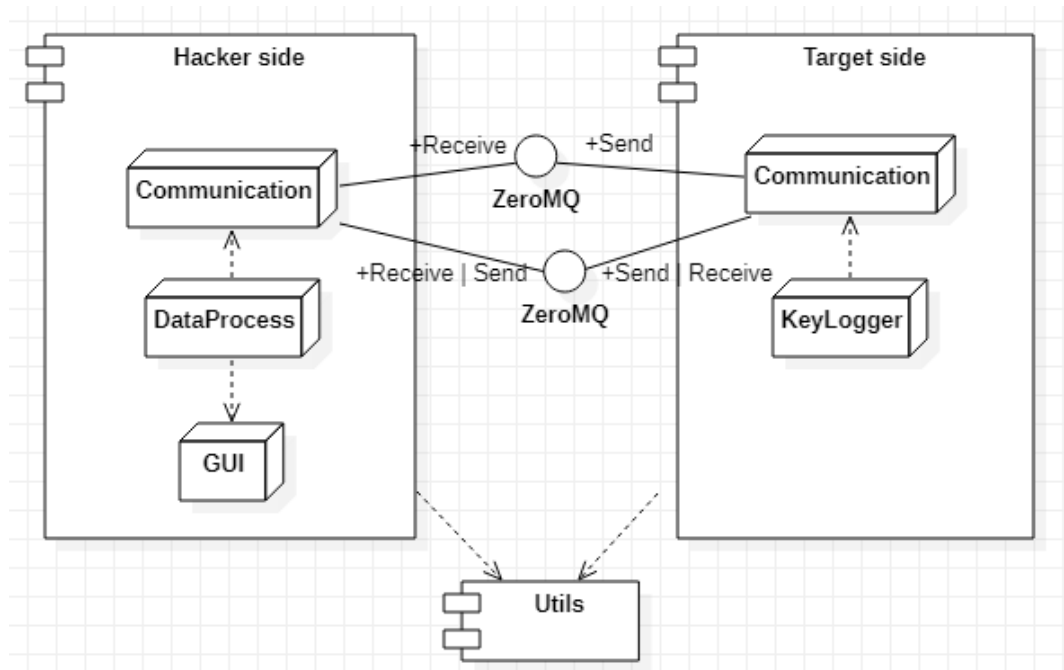 Hacker side
Target side
+Receive
+Send
Communication
Communication
ZeroMQ
+Receive | Send
+Send | Receive
ZeroMQ
DataProcess
KeyLogger
GUI
Utils